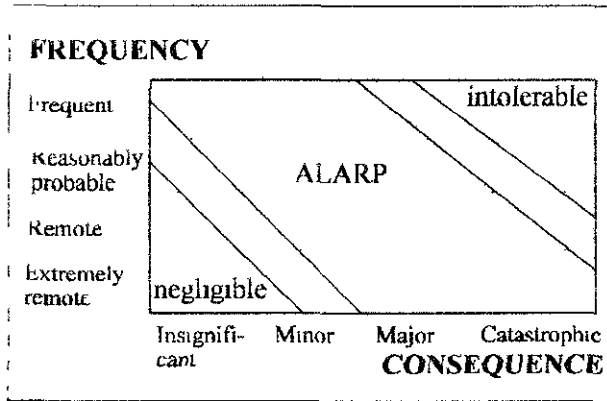 FREQUENCY
Frequent
intolerable
Reasonably
probable
ALARP
Remote
Extremely
remote
negligible
Insignifi-
cant
Minor
Major
Catastrophic
CONSEQUENCE